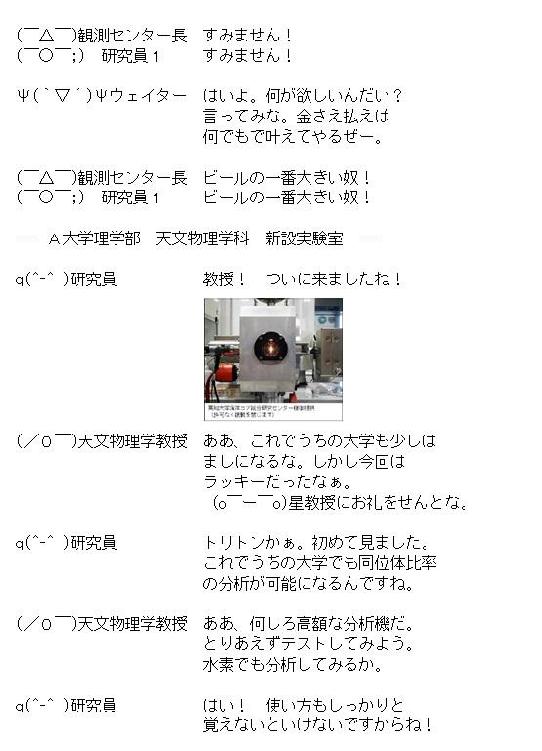 (￣△￣)観測センター長　すみません！
(￣○￣;)　研究員１　すみません！
Ψ(｀▽´)Ψウェイター　はいよ。何が欲しいんだい？
言ってみな。金さえ払えは
何でもで叶えてやるぜー。
(￣△￣)観測センター長　ビールの一番大きい奴！
(￣○￣;)　研究員１　ビールの一番大きい奴！
Ａ大学理学部　天文物理学科　新設実験室
q(^-^ )研究員　教授！　ついに来ましたね！
(／０￣)天文物理学教授　ああ、これでうちの大学も少しは
ましになるな。しかし今回は
ラッキーだったなぁ。
(o￣ー￣o)星教授にお礼をせんとな。
q(^-^ )研究員　トリトンかぁ。初めて見ました。
これでうちの大学でも同位体比率
の分析が可能になるんですね。
(／０￣)天文物理学教授　ああ、何しろ高額な分析機だ。
とりあえずテストしてみよう。
水素でも分析してみるか。
q(^-^ )研究員　はい！　使い方もしっかりと
覚えないといけないですからね！